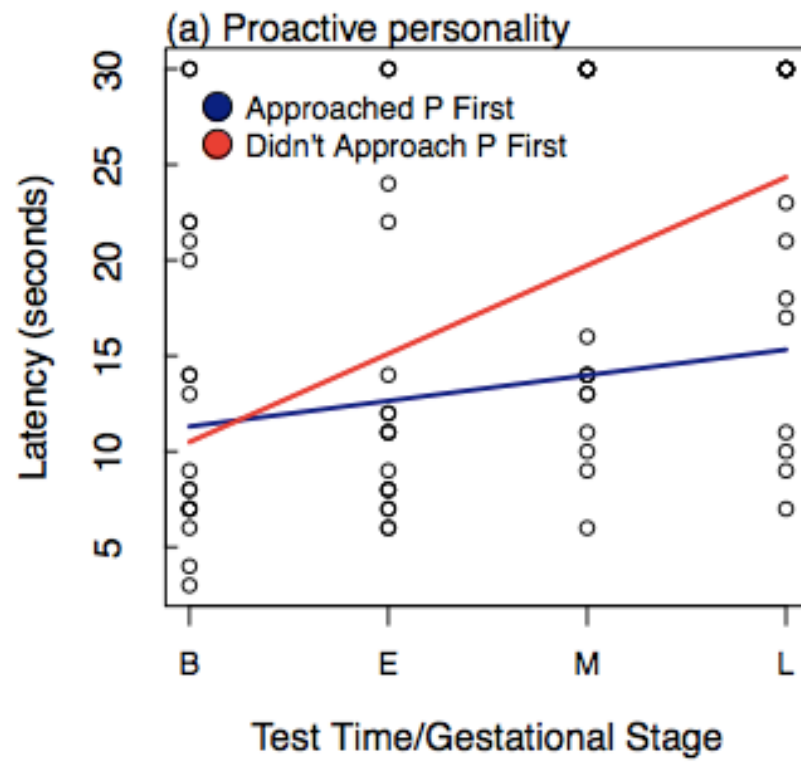 (a) Proactive personality
30
25
20
15
10
5
Latency (seconds)
Approached P First
Didn't Approach P First
B E M L
Test Time/Gestational Stage